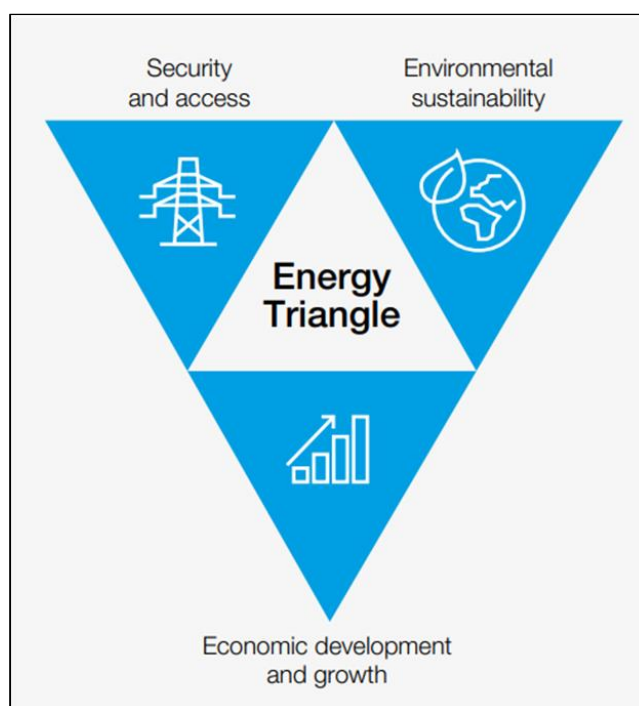 Security
and access
Environmental
sustainability
Energy
Triangle
Economic development
and growth